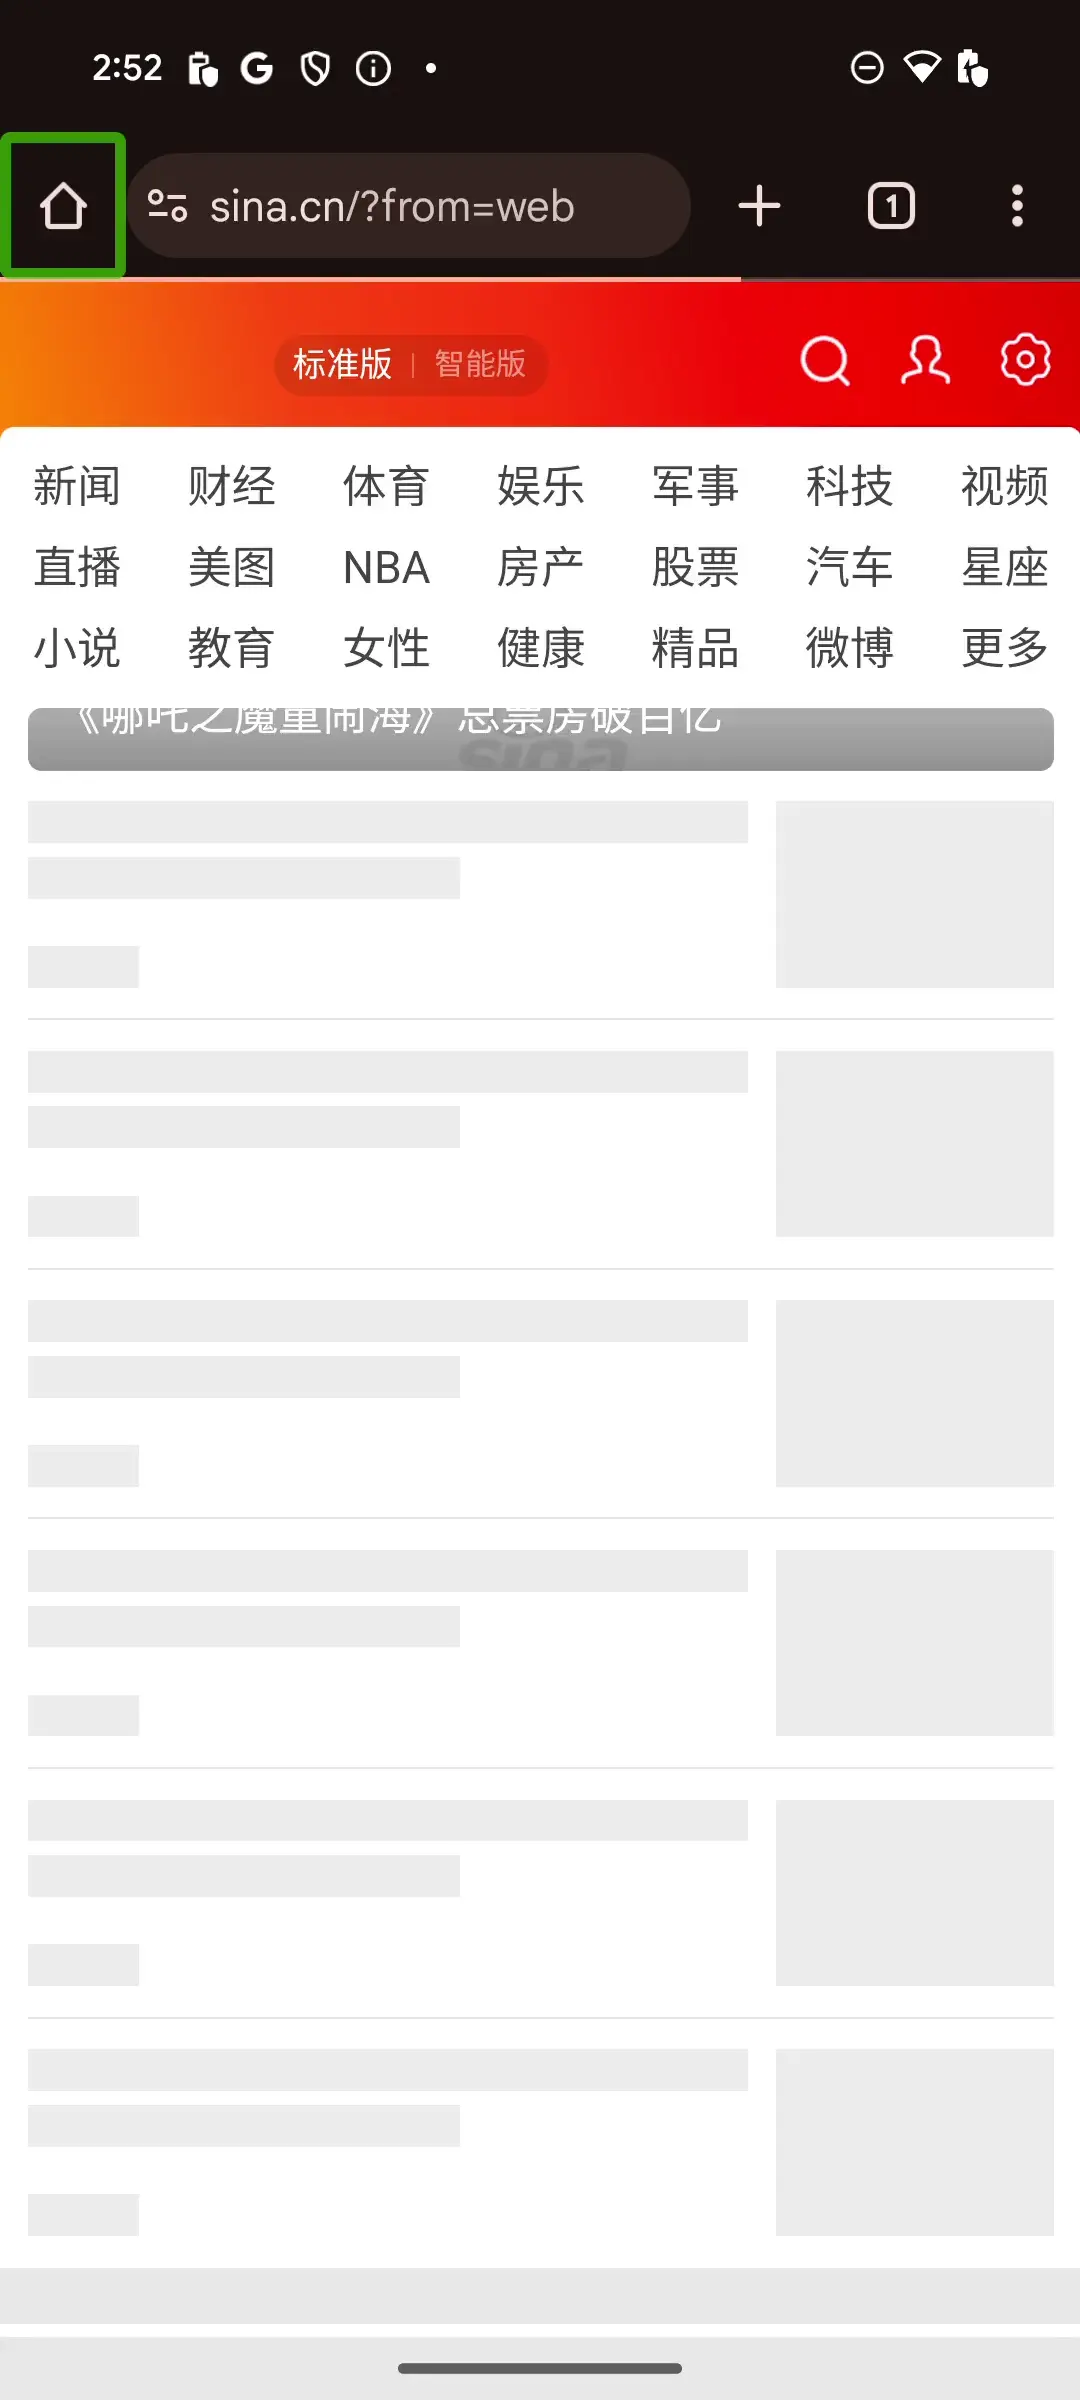 2:52
sina.cn/?from=web
1
标准版 | 智能版
新闻 财经 体育 娱乐 军事 科技 视频
直播 美图 NBA 房产 股票 汽车 星座
小说 教育 女性 健康 精品 微博 更多
《哪吒之魔童闹海》总票房破百亿
sina